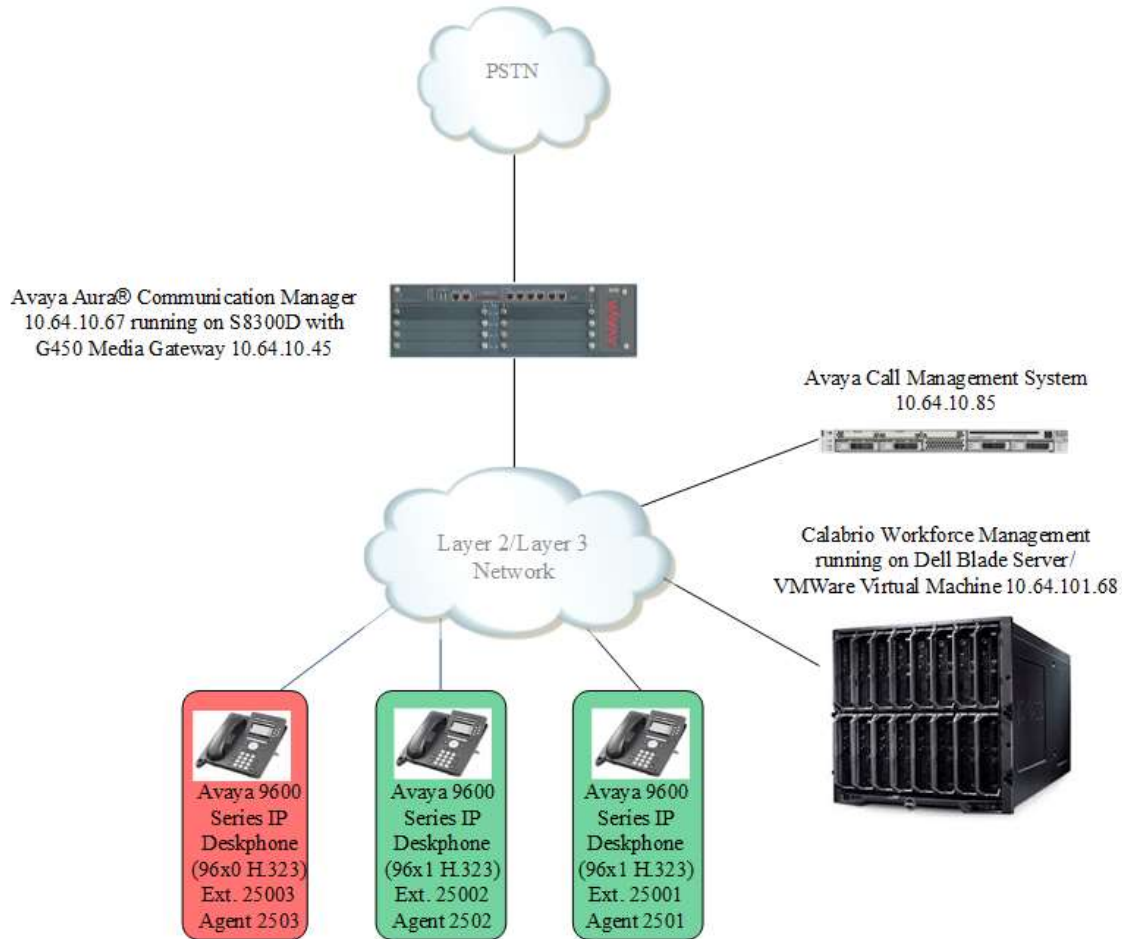 PSTN
Avaya Aura® Communication Manager
10.64.10.67 running on S8300D with
G450 Media Gateway 10.64.10.45
AVAYA
Avaya Call Management System
10.64.10.85
Layer 2/Layer 3
Network
Calabrio Workforce Management
running on Dell Blade Server/
VMWare Virtual Machine 10.64.101.68
Avaya 9600
Series IP
Deskphone
(96x0 H.323)
Ext. 25003
Agent 2503
Avaya 9600
Series IP
Deskphone
(96x1 H.323)
Ext. 25002
Agent 2502
Avaya 9600
Series IP
Deskphone
(96x1 H.323)
Ext. 25001
Agent 2501